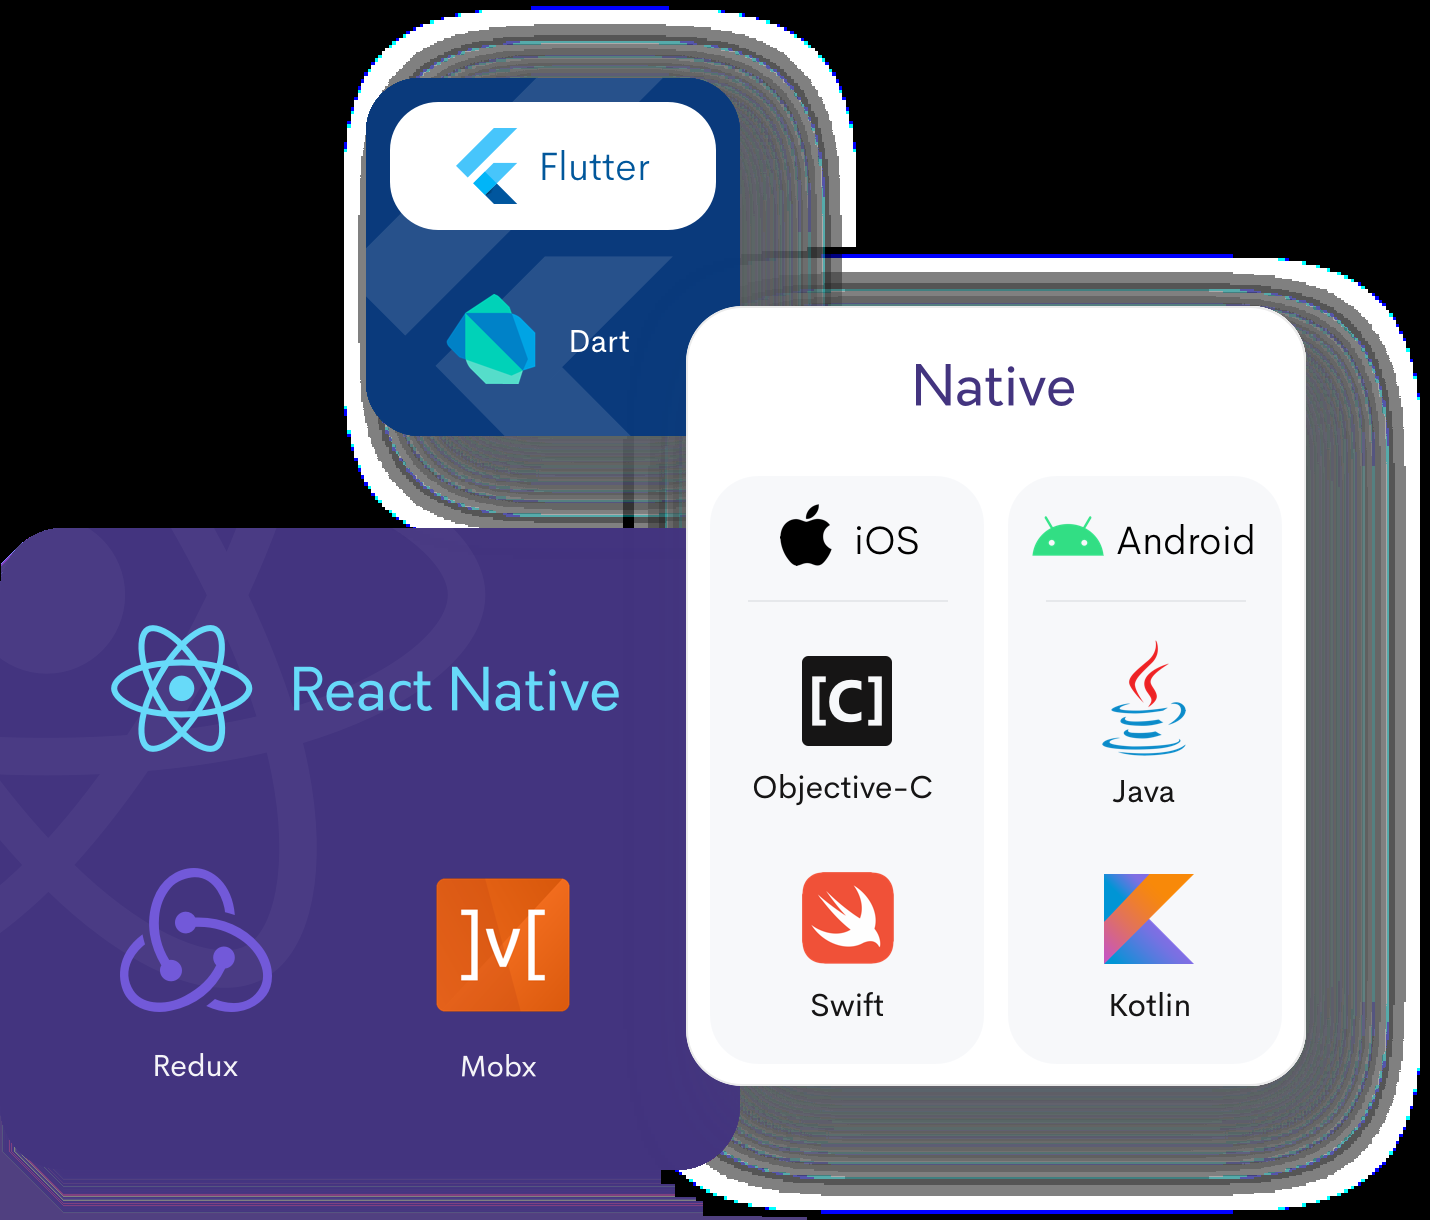 Flutter
Dart
Native
iOS
Android
[C]
Objective-C
Java
Swift
Kotlin
React Native
]v[
Redux
Mobx